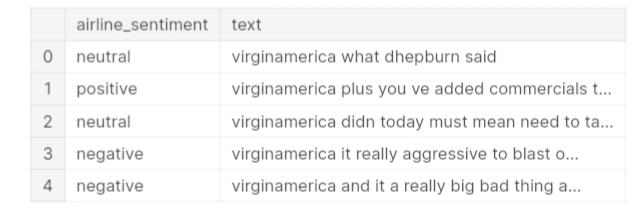 airline_sentiment text
0 neutral virginamerica what dhepburn said
1 positive virginamerica plus you ve added commercials t...
2 neutral virginamerica didn today must mean need to ta...
3 negative virginamerica it really aggressive to blast o...
4 negative virginamerica and it a really big bad thing a...